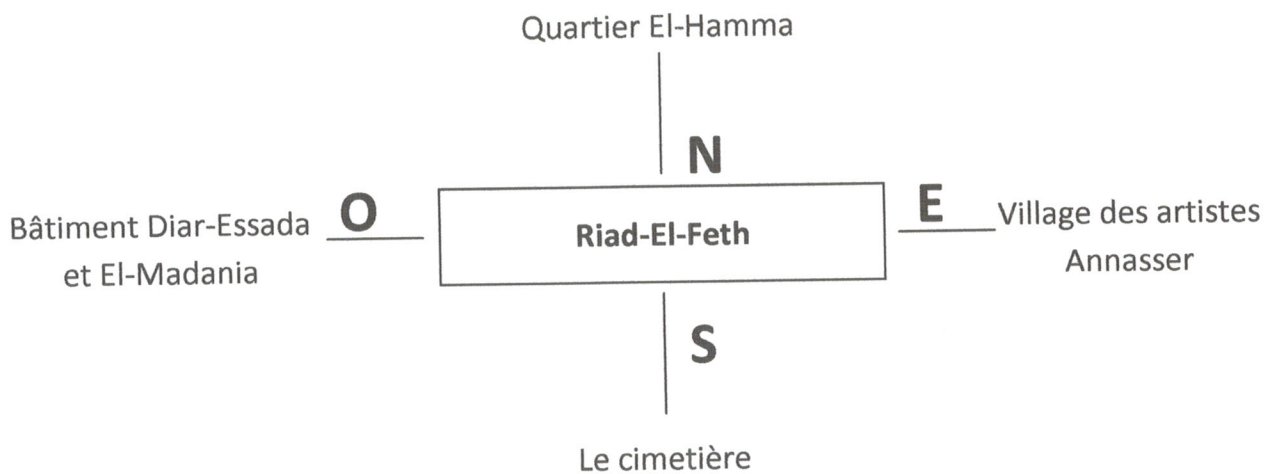 Quartier El-Hamma
N
Bâtiment Diar-Essada
et El-Madania
O
Riad-El-Feth
E
Village des artistes
Annasser
S
Le cimetière